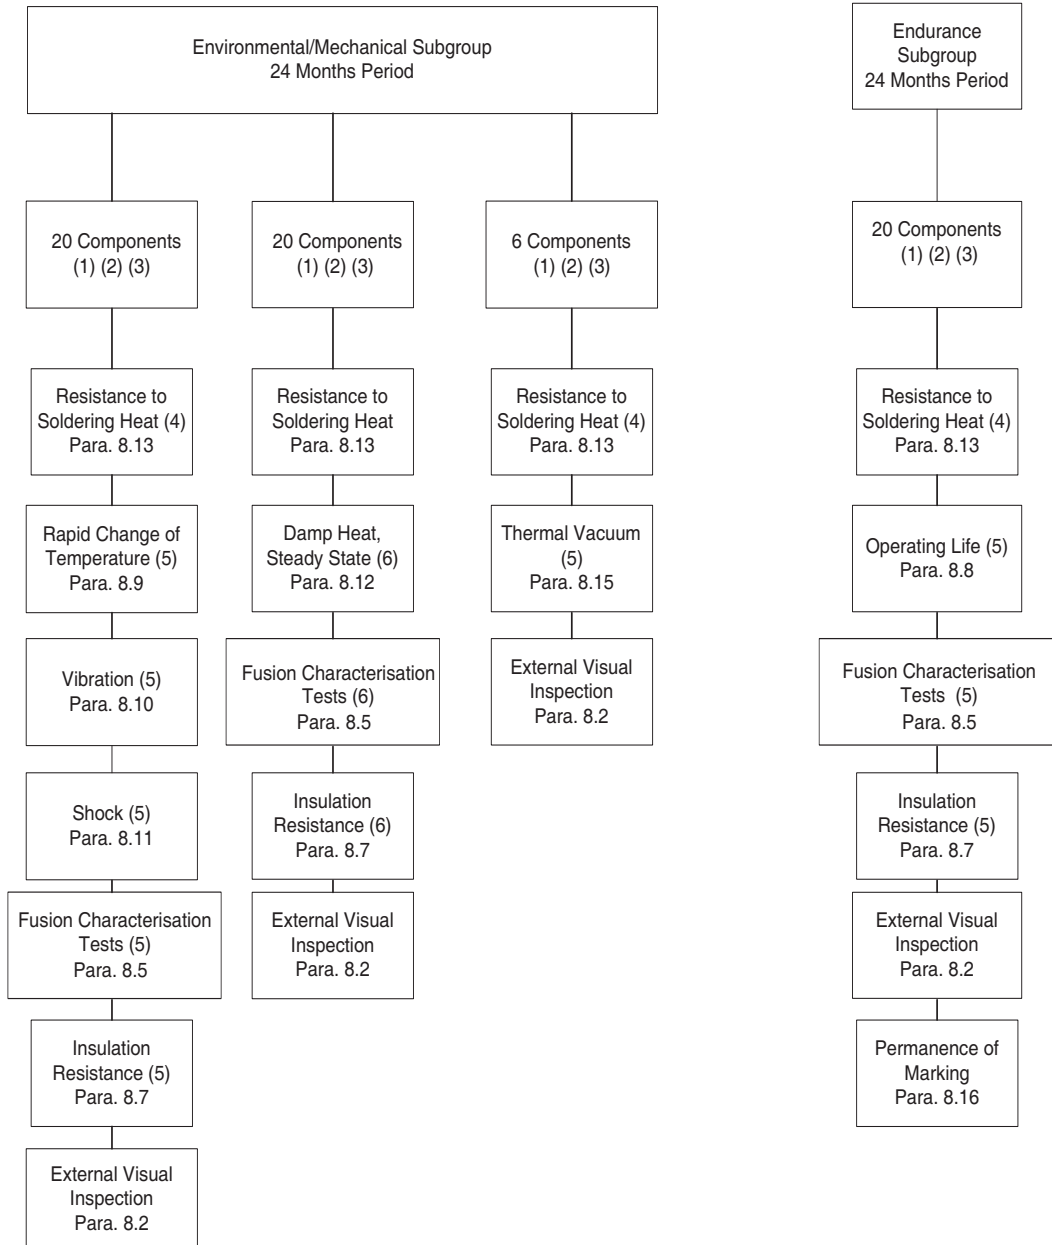 Environmental/Mechanical Subgroup
24 Months Period
20 Components
(1) (2) (3)
Resistance to
Soldering Heat (4)
Para. 8.13
Rapid Change of
Temperature (5)
Para. 8.9
Vibration (5)
Para. 8.10
Shock (5)
Para. 8.11
Fusion Characterisation
Tests (5)
Para. 8.5
Insulation
Resistance (5)
Para. 8.7
External Visual
Inspection
Para. 8.2
20 Components
(1) (2) (3)
Resistance to
Soldering Heat
Para. 8.13
Damp Heat,
Steady State (6)
Para. 8.12
Fusion Characterisation
Tests (6)
Para. 8.5
Insulation
Resistance (6)
Para. 8.7
External Visual
Inspection
Para. 8.2
6 Components
(1) (2) (3)
Resistance to
Soldering Heat (4)
Para. 8.13
Thermal Vacuum
(5)
Para. 8.15
External Visual
Inspection
Para. 8.2
Endurance
Subgroup
24 Months Period
20 Components
(1) (2) (3)
Resistance to
Soldering Heat (4)
Para. 8.13
Operating Life (5)
Para. 8.8
Fusion Characterisation
Tests (5)
Para. 8.5
Insulation
Resistance (5)
Para. 8.7
External Visual
Inspection
Para. 8.2
Permanence of
Marking
Para. 8.16